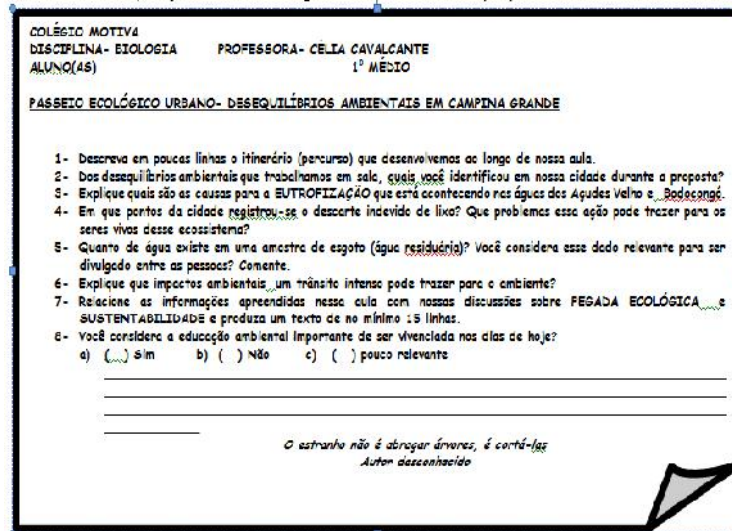 COLÉGIO MOTIVA
DISCIPLINA- BIOLOGIA PROFESSORA- CÉLIA CAVALCANTE
ALUNO(AS) 1º MÉDIO
PASSEIO ECOLÓGICO URBANO- DESEQUILÍBRIOS AMBIENTAIS EM CAMPINA GRANDE
1- Descreva em poucas linhas o itinerário (percurso) que desenvolvemos ao longo de nossa aula.
2- Dos desequilíbrios ambientais que trabalhamos em sala, quais você identificou em nossa cidade durante a proposta?
3- Explique quais são as causas para a EUTROFIZAÇÃO que está acontecendo nas águas dos Açudes Velho e Bodocongó.
4- Em que pontos da cidade registrou-se o descarte indevido de lixo? Que problemas essa ação pode trazer para os
seres vivos desse ecossistema?
5- Quanto de água existe em uma amostra de esgoto (água residuária)? Você considera esse dado relevante para ser
divulgado entre as pessoas? Comente.
6- Explique que impactos ambientais um trânsito intenso pode trazer para o ambiente?
7- Relacione as informações apreendidas nessa aula com nossas discussões sobre PEGADA ECOLÓGICA e
SUSTENTABILIDADE e produza um texto de no mínimo 15 linhas.
8- Você considera a educação ambiental importante de ser vivenciada nos dias de hoje?
a) ( ) Sim b) ( ) Não c) ( ) pouco relevante
O estranho não é abraçar árvores, é cortá-las
Autor desconhecido